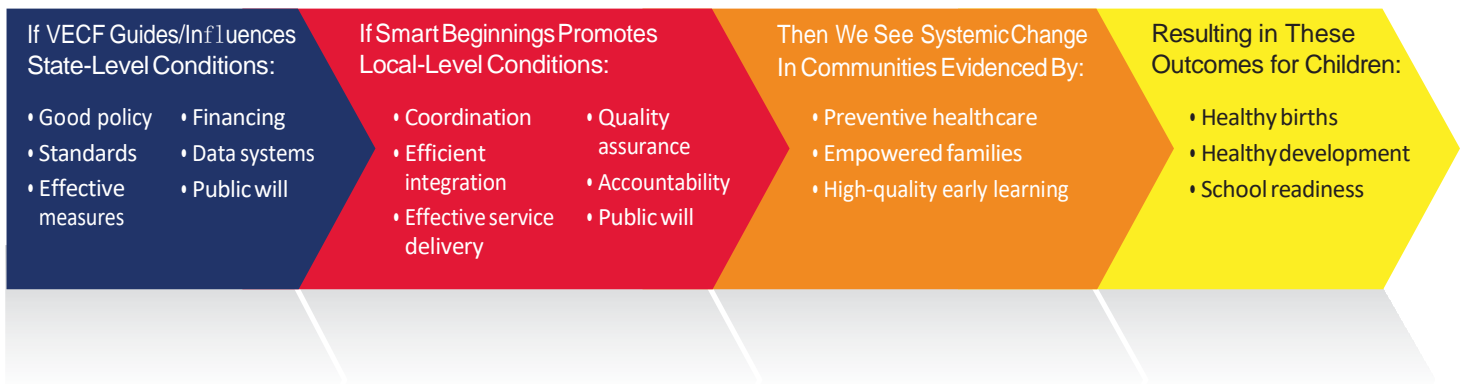 If VECF Guides/Influences
State-Level Conditions:
• Good policy
• Standards
• Effective
measures
• Financing
• Data systems
• Public will
If Smart Beginnings Promotes
Local-Level Conditions:
• Coordination
• Efficient
integration
• Effective service
delivery
• Quality
assurance
• Accountability
• Public will
Then We See Systemic Change
In Communities Evidenced By:
• Preventive healthcare
• Empowered families
• High-quality early learning
Resulting in These
Outcomes for Children:
• Healthy births
• Healthy development
• School readiness